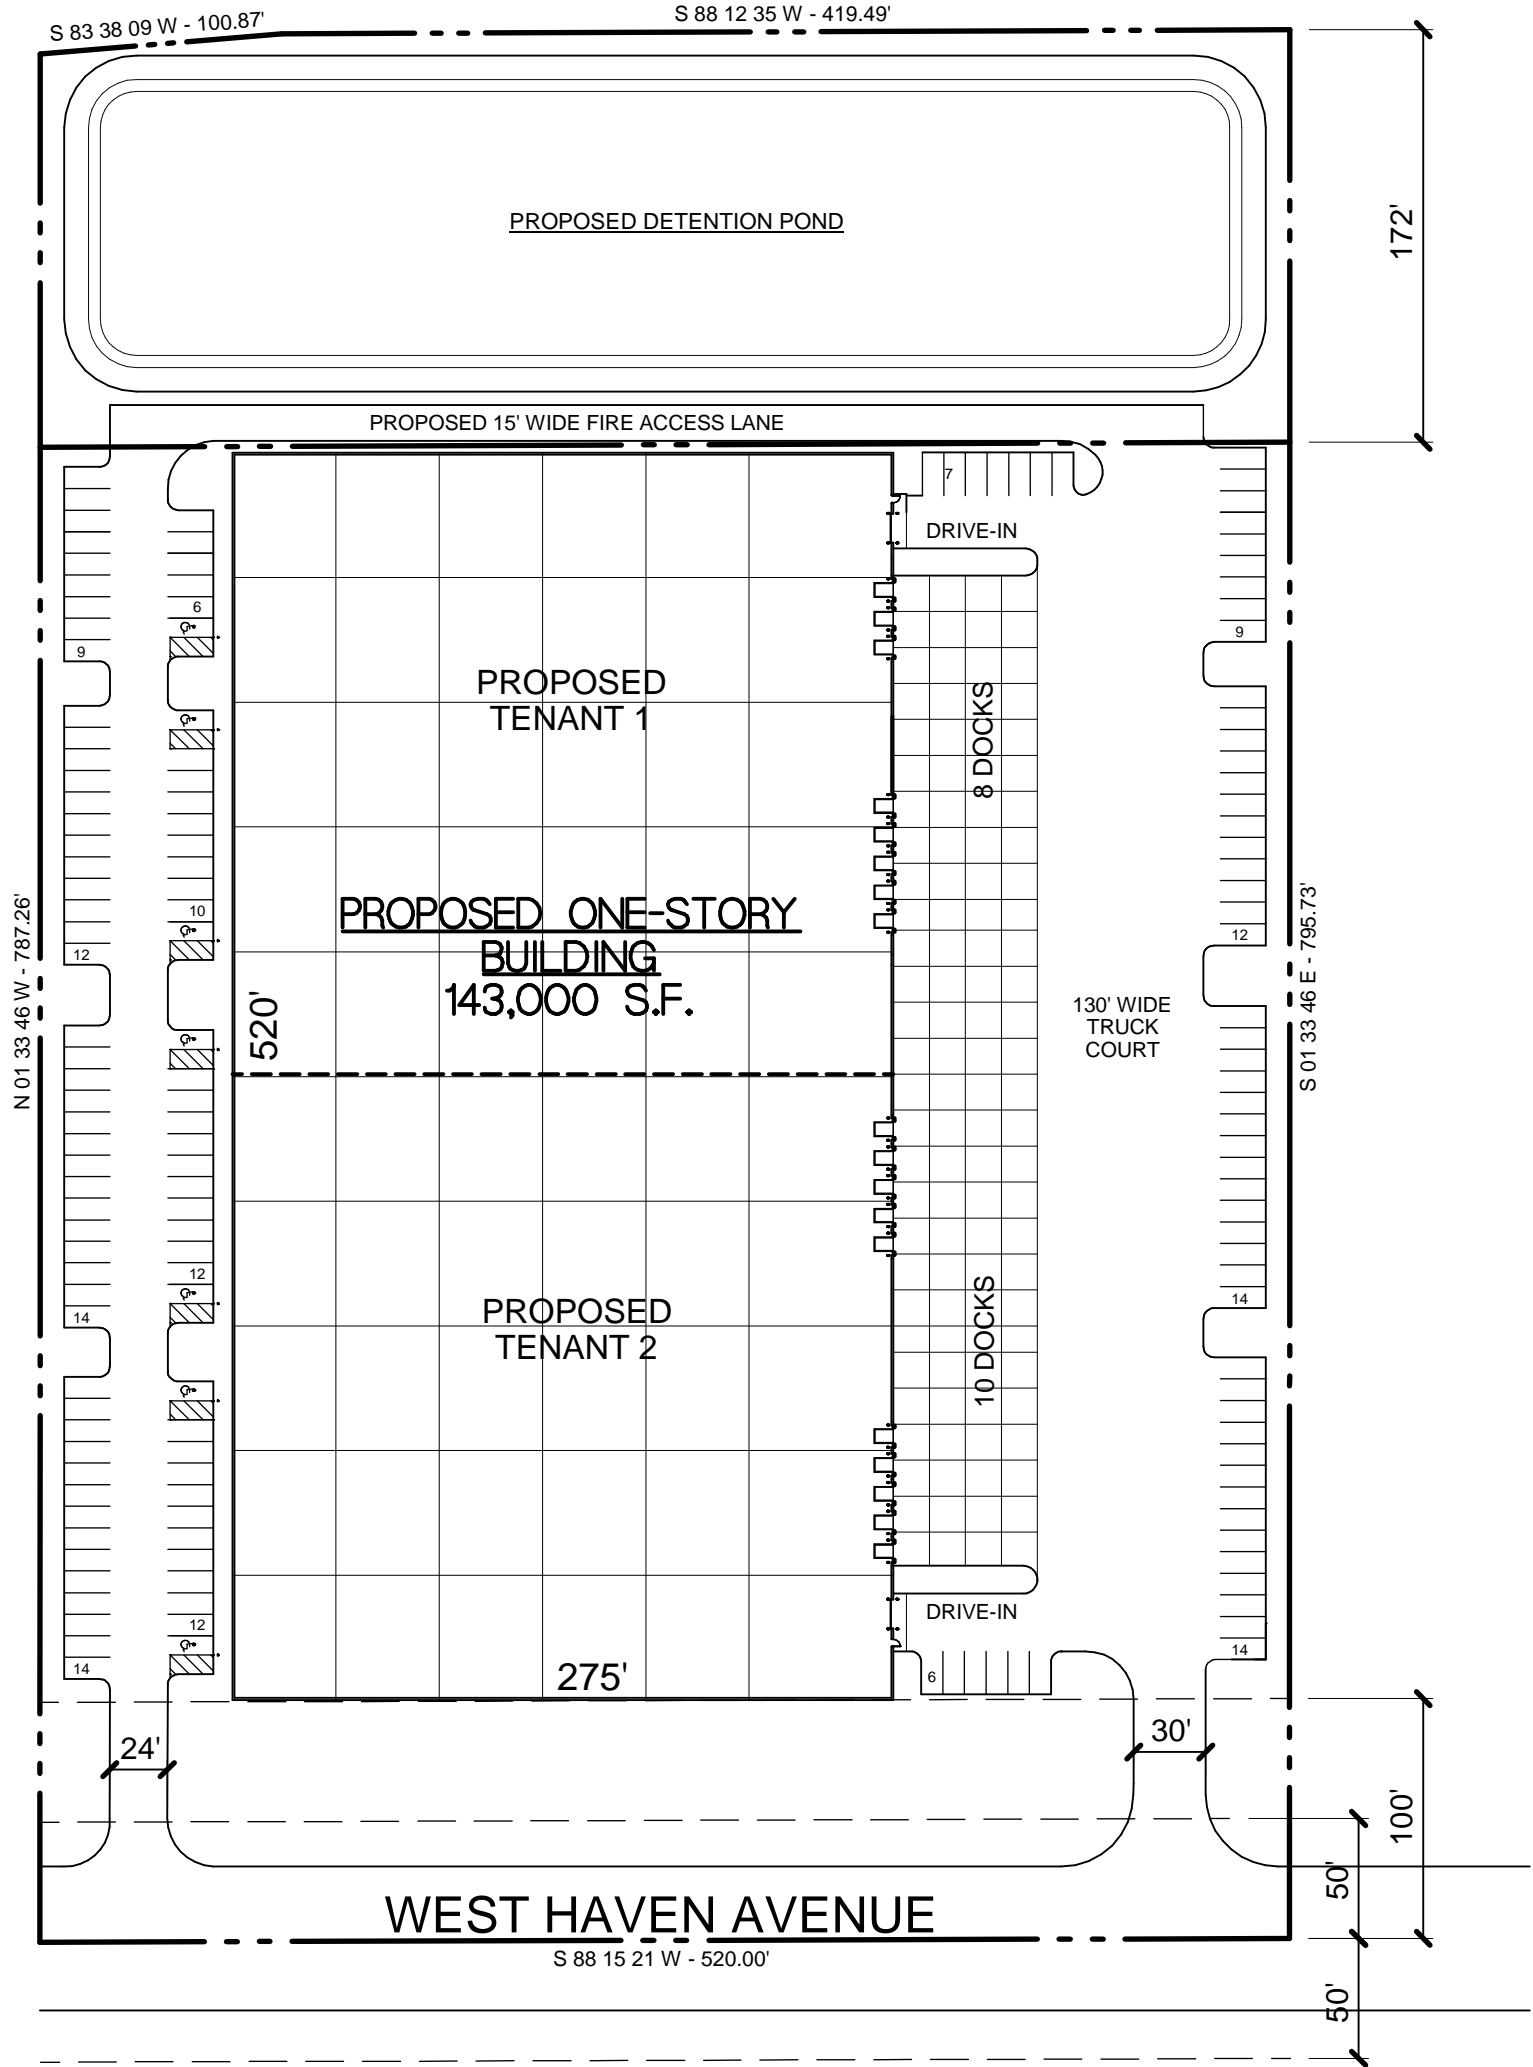 S 83 38 09 W - 100.87'
S 88 12 35 W - 419.49'
172'
PROPOSED DETENTION POND
PROPOSED 15' WIDE FIRE ACCESS LANE
7
DRIVE-IN
6
9
9
PROPOSED
TENANT 1
8 DOCKS
10
12
12
PROPOSED ONE-STORY
BUILDING
143,000 S.F.
520'
N 01 33 46 W - 787.26'
S 01 33 46 E - 795.73'
130' WIDE
TRUCK
COURT
12
14
14
PROPOSED
TENANT 2
10 DOCKS
DRIVE-IN
12
14
14
6
275'
24'
30'
100'
50'
WEST HAVEN AVENUE
S 88 15 21 W - 520.00'
50'